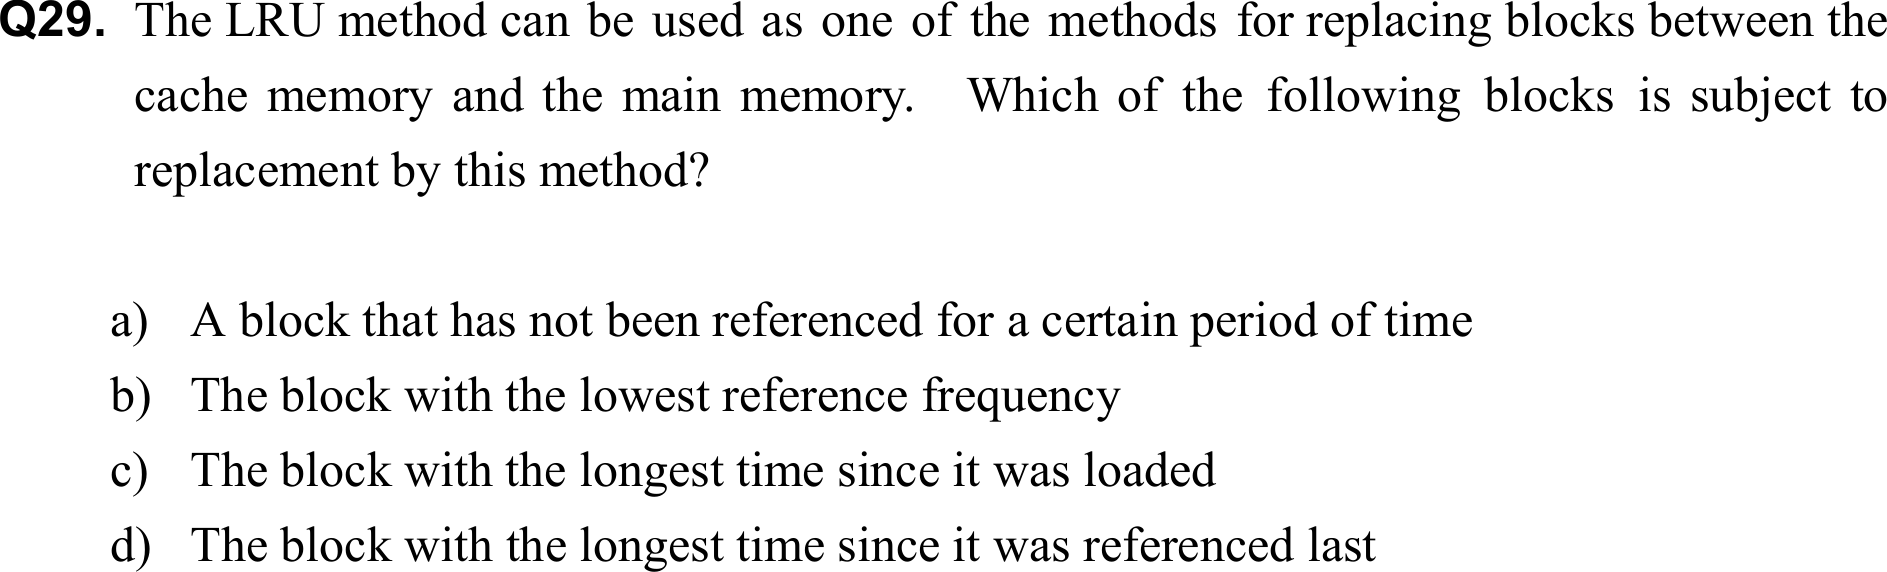 Q29. The LRU method can be used as one of the methods for replacing blocks between the
cache memory and the main memory. Which of the following blocks is subject to
replacement by this method?
a) A block that has not been referenced for a certain period of time
b) The block with the lowest reference frequency
c) The block with the longest time since it was loaded
d) The block with the longest time since it was referenced last